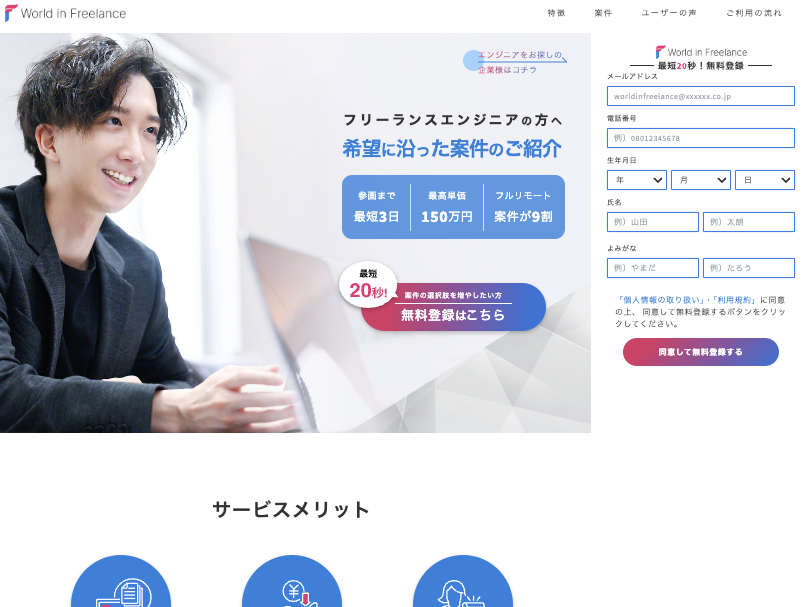 World in Freelance
特徴
案件
ユーザーの声
ご利用の流れ
エンジニアをお探しの
企業様はコチラ
フリーランスエンジニアの方へ
希望に沿った案件のご紹介
参画まで
最短3日
最高単価
150万円
フルリモート
案件が9割
最短
20秒!
案件の選択肢を増やしたい方
無料登録はこちら
World in Freelance
最短20秒!無料登録
メールアドレス
worldinfreelance@xxxxxx.co.jp
電話番号
例）08012345678
生年月日
年
月
日
氏名
例）山田
例）太朗
よみがな
例）やまだ
例）たろう
「個人情報の取り扱い」・「利用規約」に同意
の上、同意して無料登録するボタンをクリッ
クしてください。
同意して無料登録する
サービスメリット